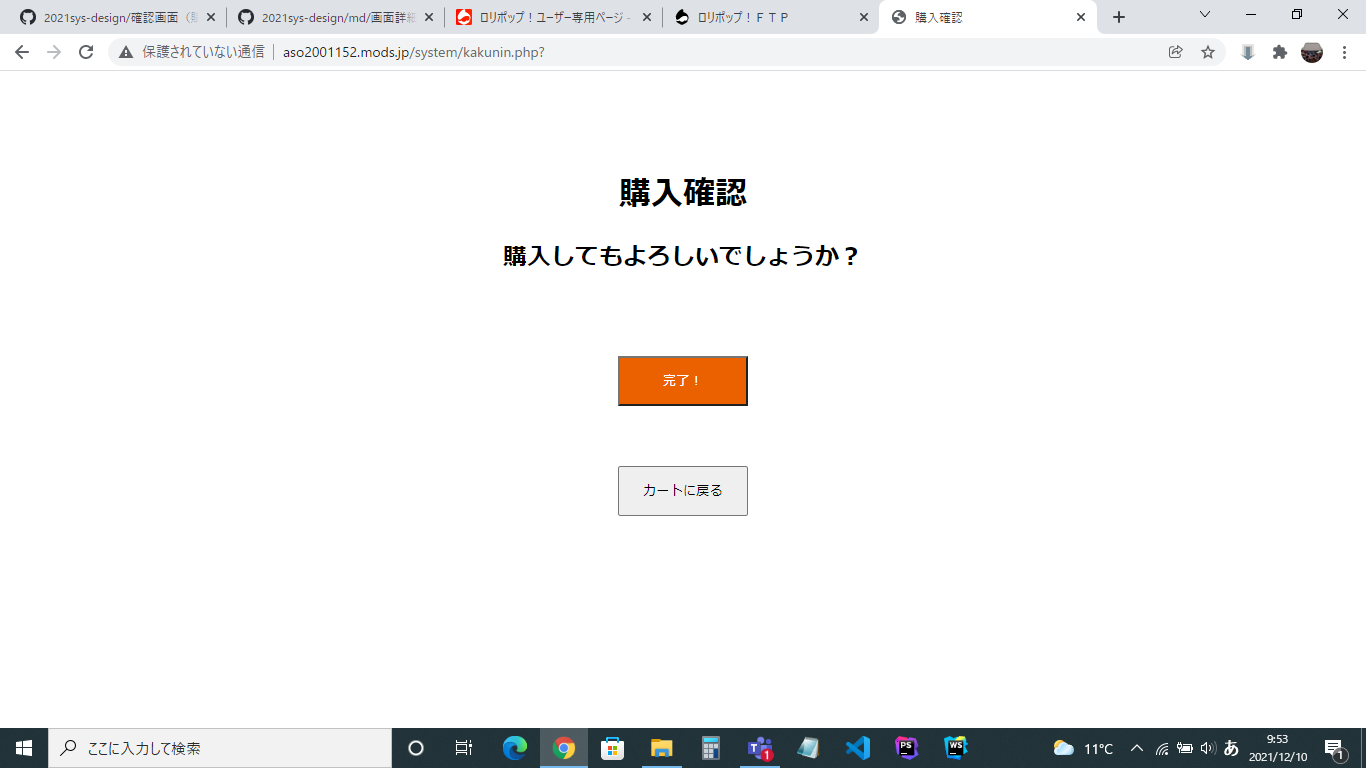 2021sys-design/確認画面（
2021sys-design/md/画面詳細
ロリポップ！ユーザー専用ページ -
ロリポップ！ＦＴＰ
購入確認
保護されていない通信
aso2001152.mods.jp/system/kakunin.php?
購入確認
購入してもよろしいでしょうか？
完了！
カートに戻る
ここに入力して検索
PS
1
WS
11°C
あ
9:53
2021/12/10
1